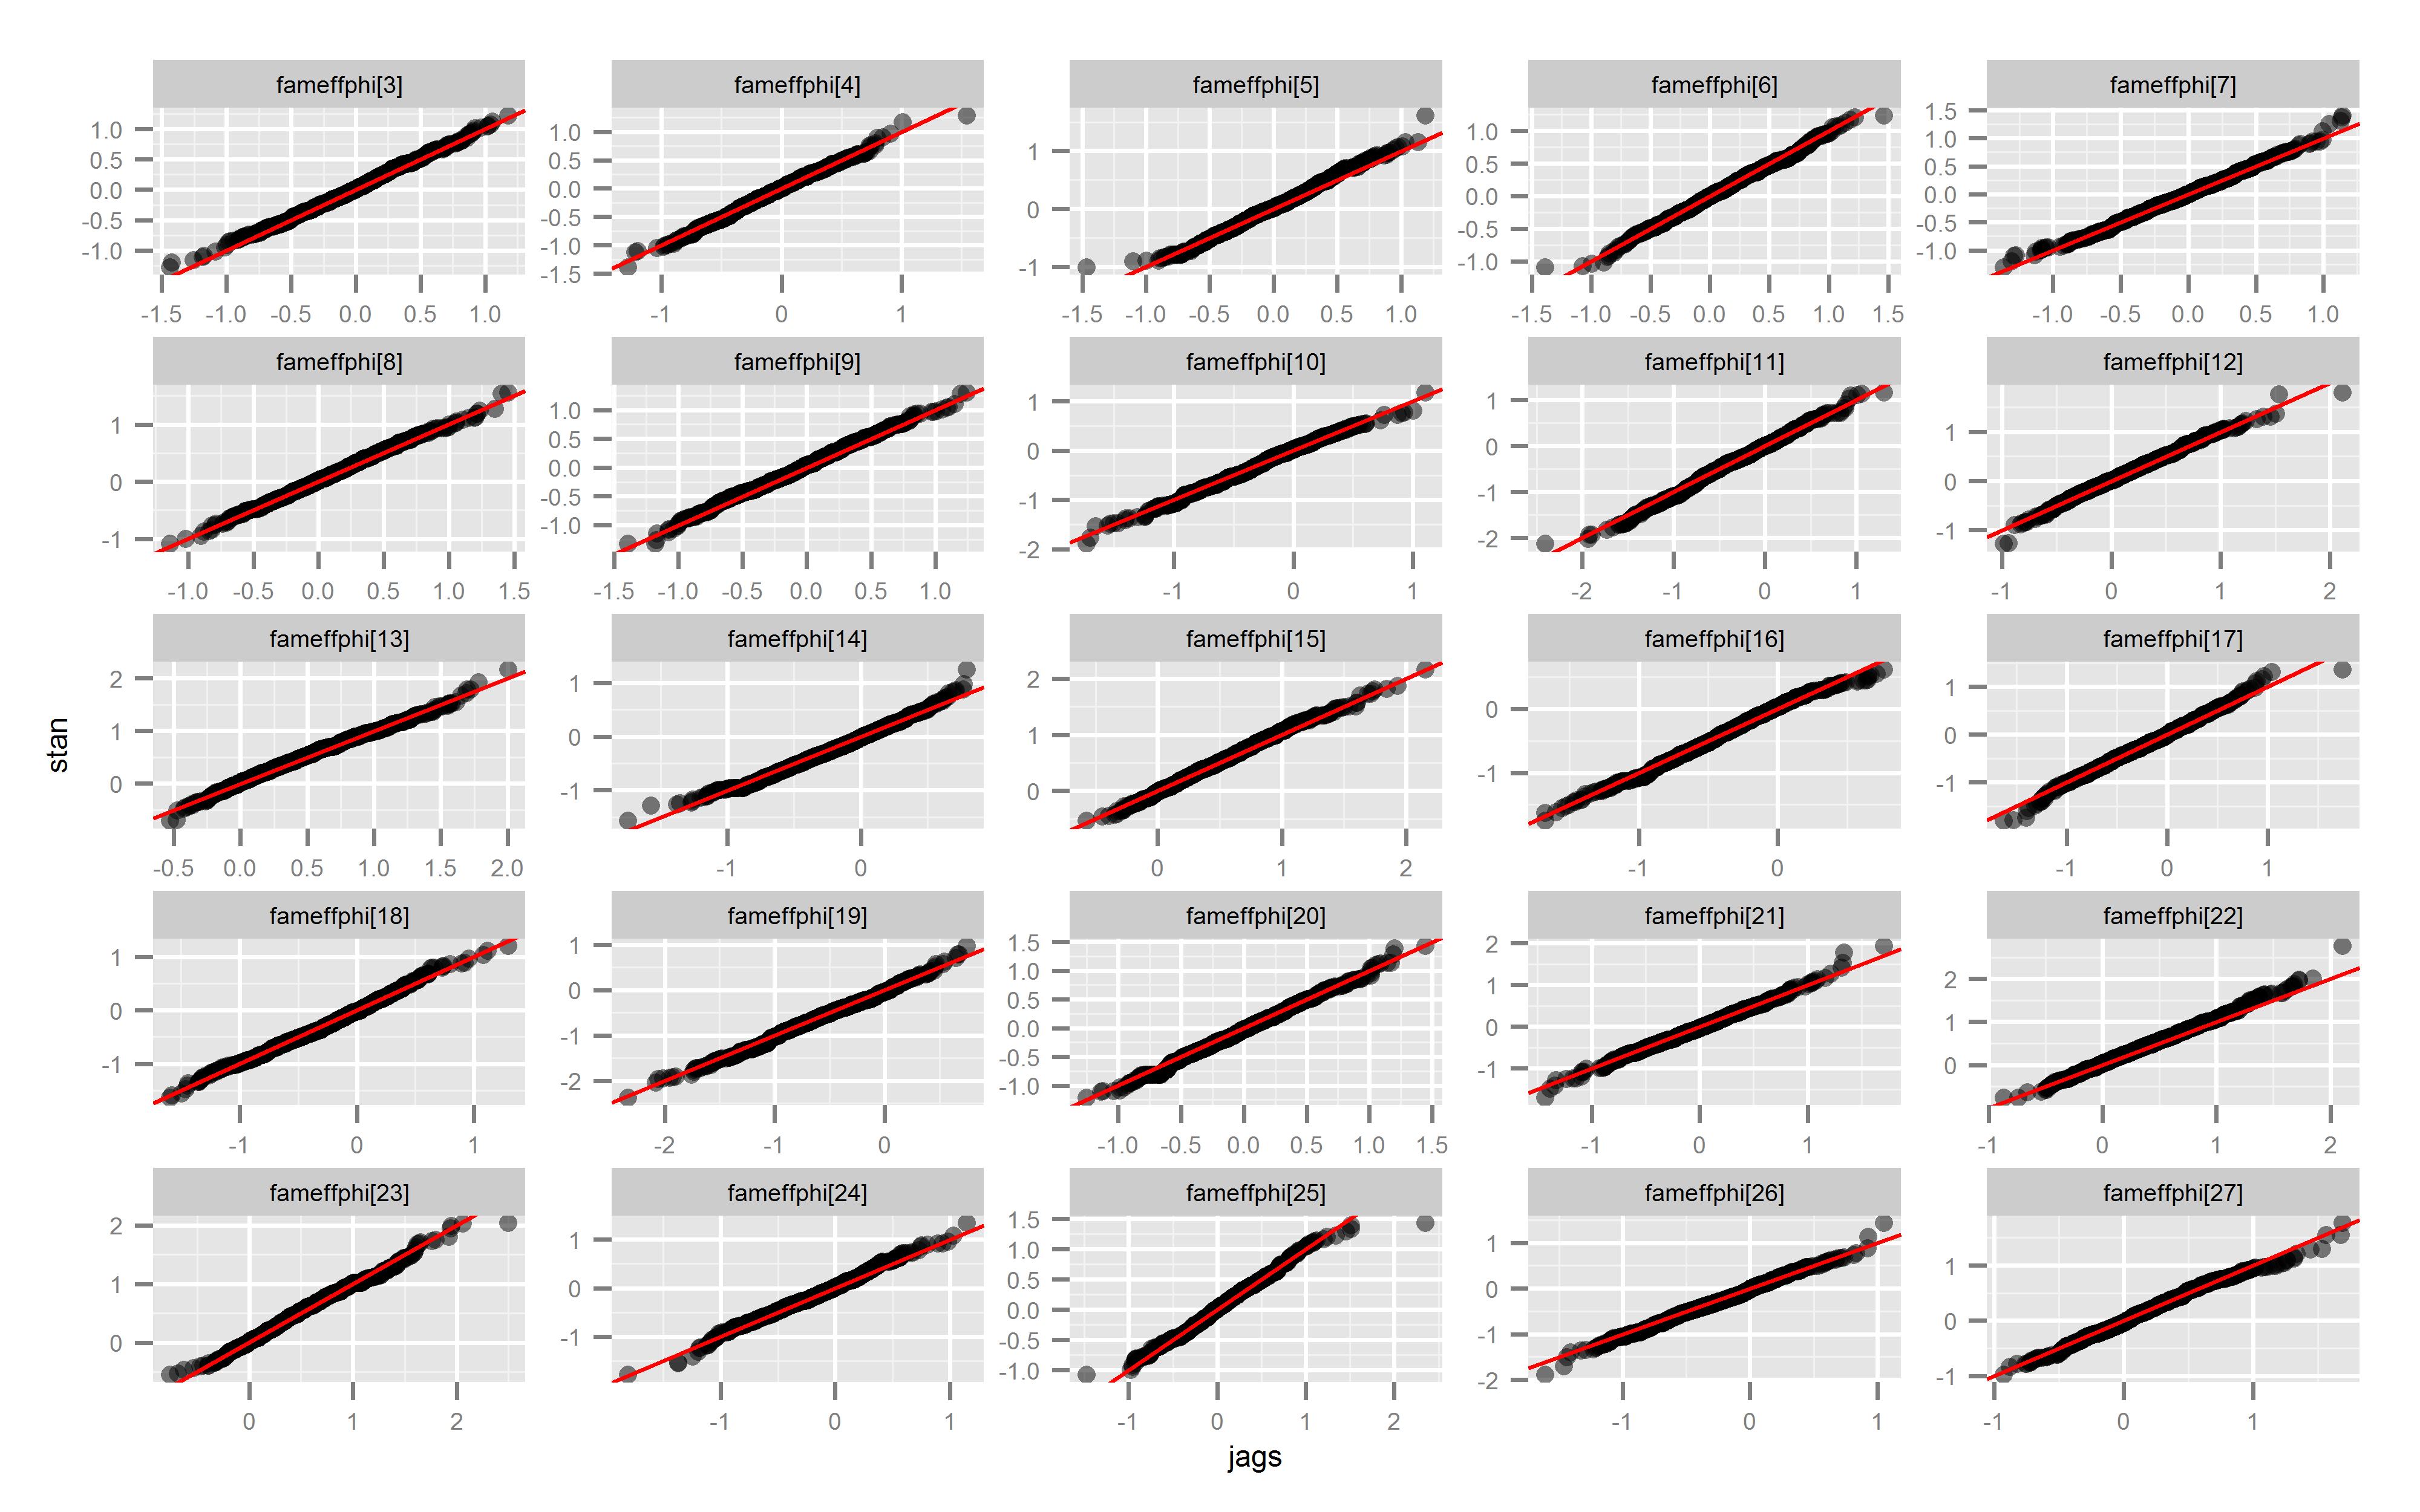 fameffphi[3] fameffphi[4] fameffphi[5] fameffphi[6] fameffphi[7]
1.0 0.5 0.0 -0.5 -1.0
1.0 0.5 0.0 -0.5 -1.0 -1.5
1 0 -1
1.0 0.5 0.0 -0.5 -1.0
1.5 1.0 0.5 0.0 -0.5 -1.0
-1.5 -1.0 -0.5 0.0 0.5 1.0
-1 0 1
-1.5 -1.0 -0.5 0.0 0.5 1.0
-1.5 -1.0 -0.5 0.0 0.5 1.0 1.5
-1.0 -0.5 0.0 0.5 1.0
fameffphi[8] fameffphi[9] fameffphi[10] fameffphi[11] fameffphi[12]
1 0 -1
1.0 0.5 0.0 -0.5 -1.0
1 0 -1 -2
1 0 -1 -2
1 0 -1
-1.0 -0.5 0.0 0.5 1.0 1.5
-1.5 -1.0 -0.5 0.0 0.5 1.0
-1 0 1
-2 -1 0 1
-1 0 1 2
fameffphi[13] fameffphi[14] fameffphi[15] fameffphi[16] fameffphi[17]
stan
2 1 0
1 0 -1
2 1 0
0 -1
1 0 -1
-0.5 0.0 0.5 1.0 1.5 2.0
-1 0
0 1 2
-1 0
-1 0 1
fameffphi[18] fameffphi[19] fameffphi[20] fameffphi[21] fameffphi[22]
1 0 -1
1 0 -1 -2
1.5 1.0 0.5 0.0 -0.5 -1.0
2 1 0 -1
2 1 0
-1 0 1
-2 -1 0
-1.0 -0.5 0.0 0.5 1.0 1.5
-1 0 1
-1 0 1 2
fameffphi[23] fameffphi[24] fameffphi[25] fameffphi[26] fameffphi[27]
2 1 0
1 0 -1
1.5 1.0 0.5 0.0 -0.5 -1.0
1 0 -1 -2
1 0 -1
0 1 2
-1 0 1
-1 0 1 2
-1 0 1
-1 0 1
jags